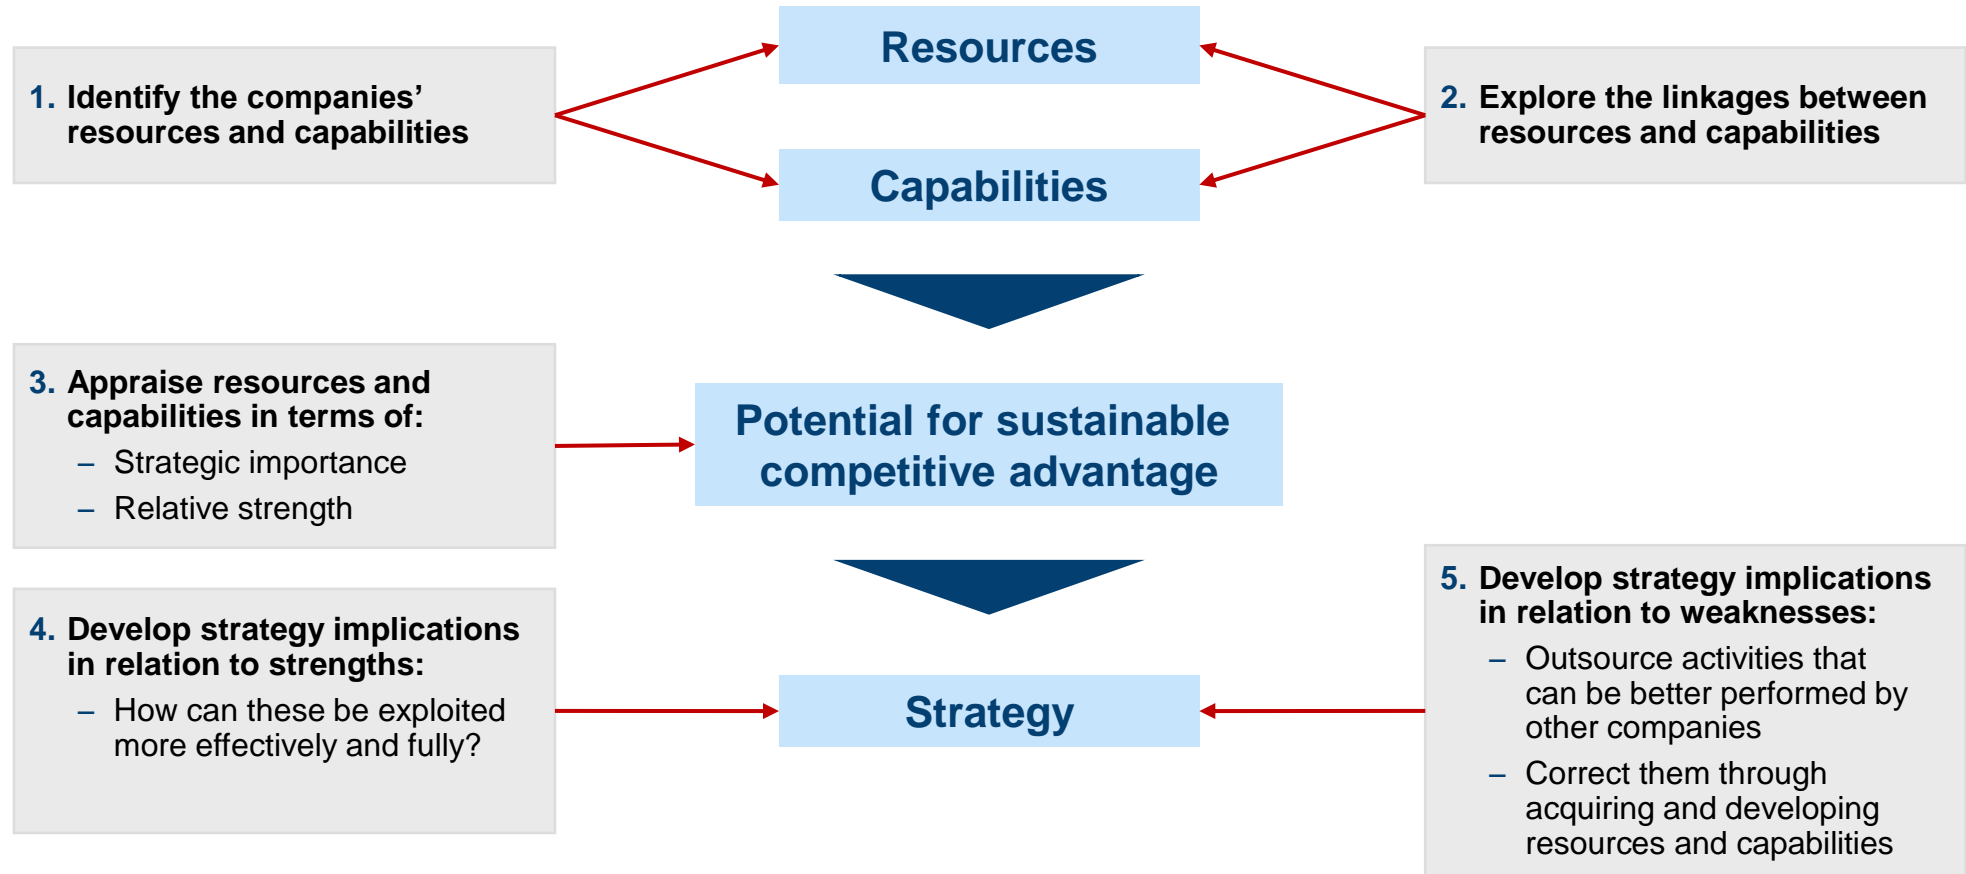 Resources
1. Identify the companies’
resources and capabilities
2. Explore the linkages between
resources and capabilities
Capabilities
3. Appraise resources and
capabilities in terms of:
– Strategic importance
– Relative strength
Potential for sustainable
competitive advantage
4. Develop strategy implications
in relation to strengths:
– How can these be exploited
more effectively and fully?
Strategy
5. Develop strategy implications
in relation to weaknesses:
– Outsource activities that
can be better performed by
other companies
– Correct them through
acquiring and developing
resources and capabilities